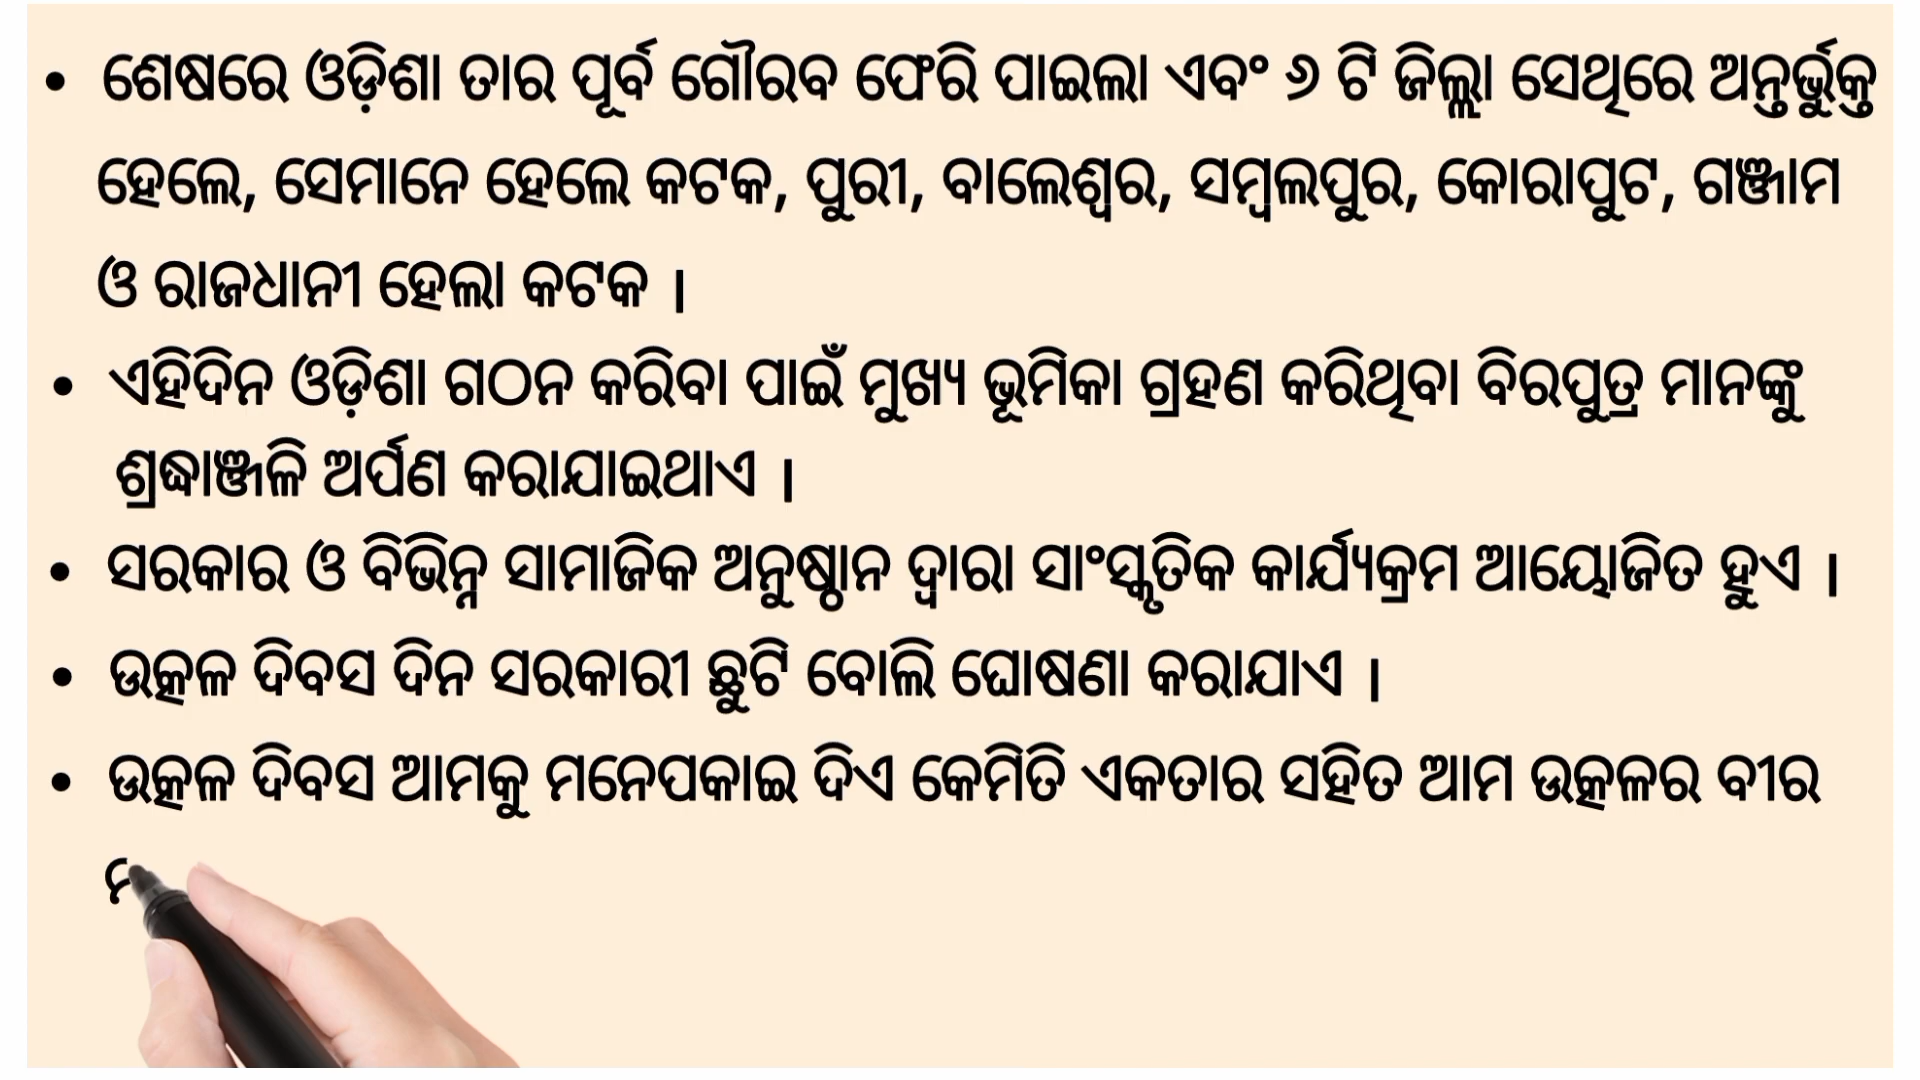 • ଶେଷରେ ଓଡ଼ିଶା ତାର ପୂର୍ବ ଗୌରବ ଫେରି ପାଇଲା ଏବଂ ୬ ଟି ଜିଲ୍ଲା ସେଥିରେ ଅନ୍ତର୍ଭୁକ୍ତ
ହେଲେ, ସେମାନେ ହେଲେ କଟକ, ପୁରୀ, ବାଲେଶ୍ୱର, ସମ୍ବଲପୁର, କୋରାପୁଟ, ଗଞ୍ଜାମ
ଓ ରାଜଧାନୀ ହେଲା କଟକ ।
• ଏହିଦିନ ଓଡ଼ିଶା ଗଠନ କରିବା ପାଇଁ ମୁଖ୍ୟ ଭୂମିକା ଗ୍ରହଣ କରିଥିବା ବିରପୁତ୍ର ମାନଙ୍କୁ
ଶ୍ରଦ୍ଧାଞ୍ଜଳି ଅର୍ପଣ କରାଯାଇଥାଏ ।
• ସରକାର ଓ ବିଭିନ୍ନ ସାମାଜିକ ଅନୁଷ୍ଠାନ ଦ୍ୱାରା ସାଂସ୍କୃତିକ କାର୍ଯ୍ୟକ୍ରମ ଆୟୋଜିତ ହୁଏ ।
• ଉତ୍କଳ ଦିବସ ଦିନ ସରକାରୀ ଛୁଟି ବୋଲି ଘୋଷଣା କରାଯାଏ ।
• ଉତ୍କଳ ଦିବସ ଆମକୁ ମନେପକାଇ ଦିଏ କେମିତି ଏକତାର ସହିତ ଆମ ଉତ୍କଳର ବୀର